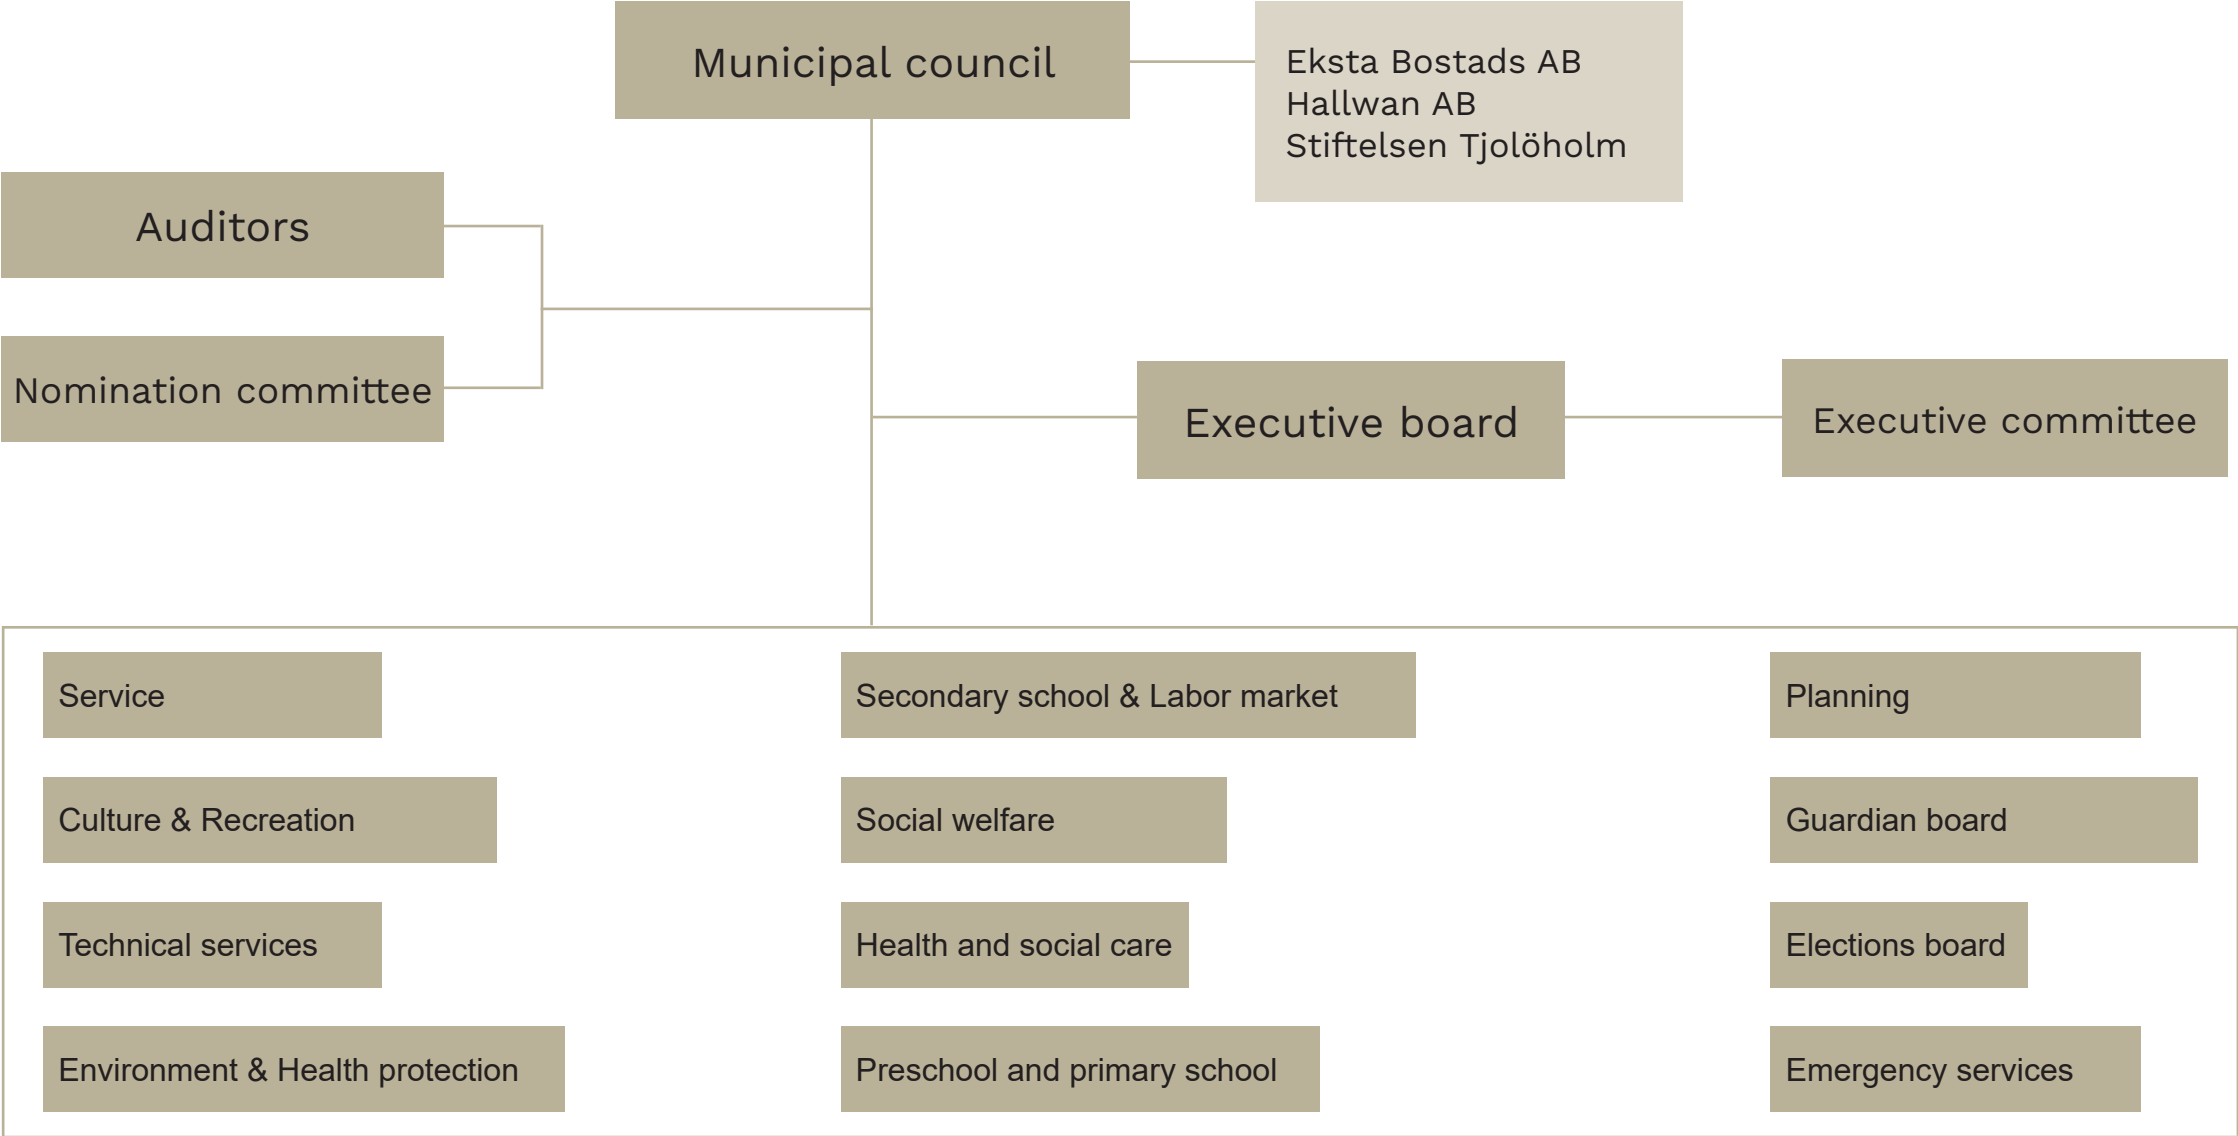 Municipal council
Eksta Bostads AB
Hallwan AB
Stiftelsen Tjolöholm
Auditors
Nomination committee
Executive board
Executive committee
Service
Secondary school & Labor market
Planning
Culture & Recreation
Social welfare
Guardian board
Technical services
Health and social care
Elections board
Environment & Health protection
Preschool and primary school
Emergency services